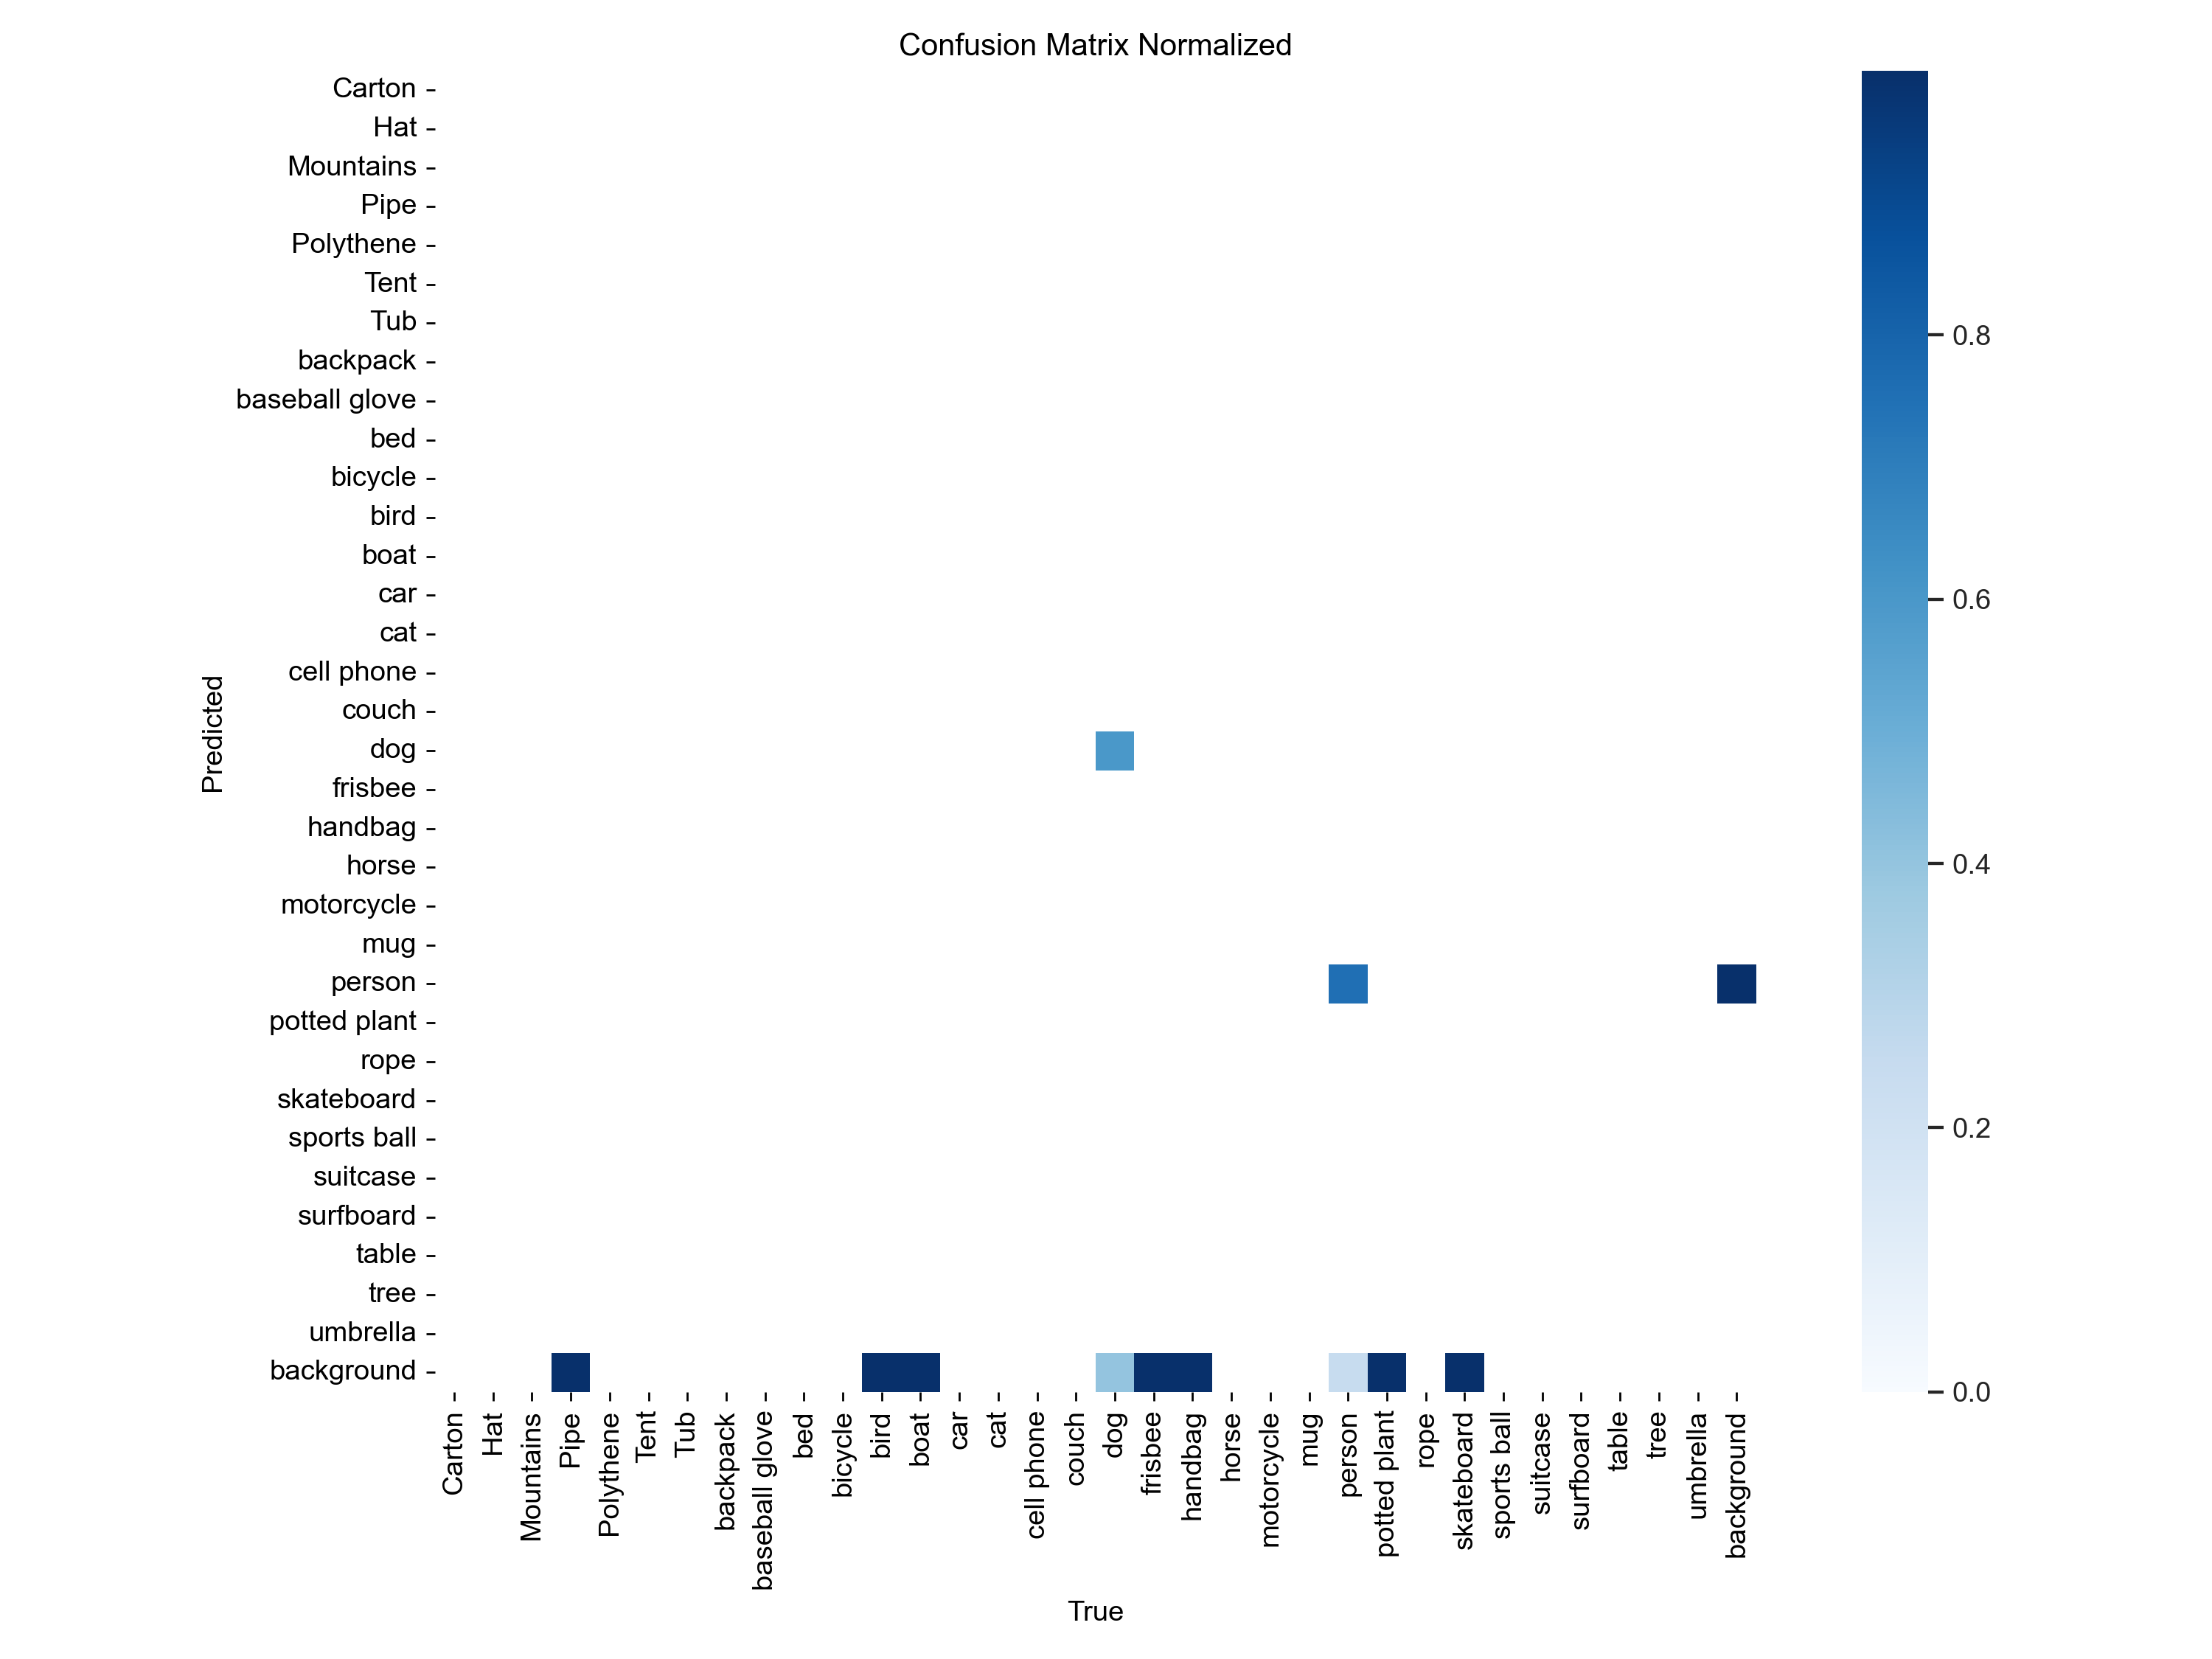 Confusion Matrix Normalized
Carton
Hat
Mountains
Pipe
Polythene
Tent
Tub
backpack
baseball glove
bed
bicycle
bird
boat
car
cat
cell phone
couch
dog
frisbee
handbag
horse
motorcycle
mug
person
potted plant
rope
skateboard
sports ball
suitcase
surfboard
table
tree
umbrella
background
Predicted
Carton
Hat
Mountains
Pipe
Polythene
Tent
Tub
backpack
baseball glove
bed
bicycle
bird
boat
car
cat
cell phone
couch
dog
frisbee
handbag
horse
motorcycle
mug
person
potted plant
rope
skateboard
sports ball
suitcase
surfboard
table
tree
umbrella
background
True
0.8
0.6
0.4
0.2
0.0